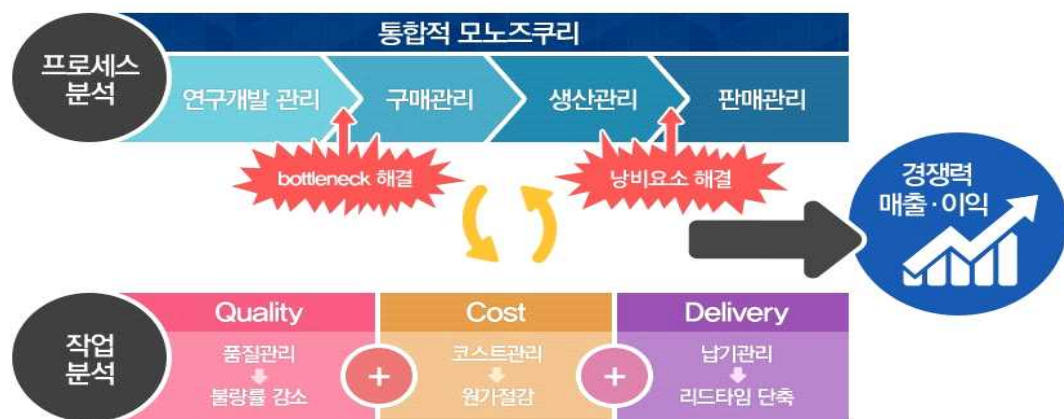 통합적 모노즈쿠리
프로세스
분석
연구개발 관리
구매관리
생산관리
판매관리
bottleneck 해결
낭비요소 해결
경쟁력
매출·이익
작업
분석
Quality
품질관리
불량률 감소
+
Cost
코스트관리
원가절감
+
Delivery
납기관리
리드타임 단축